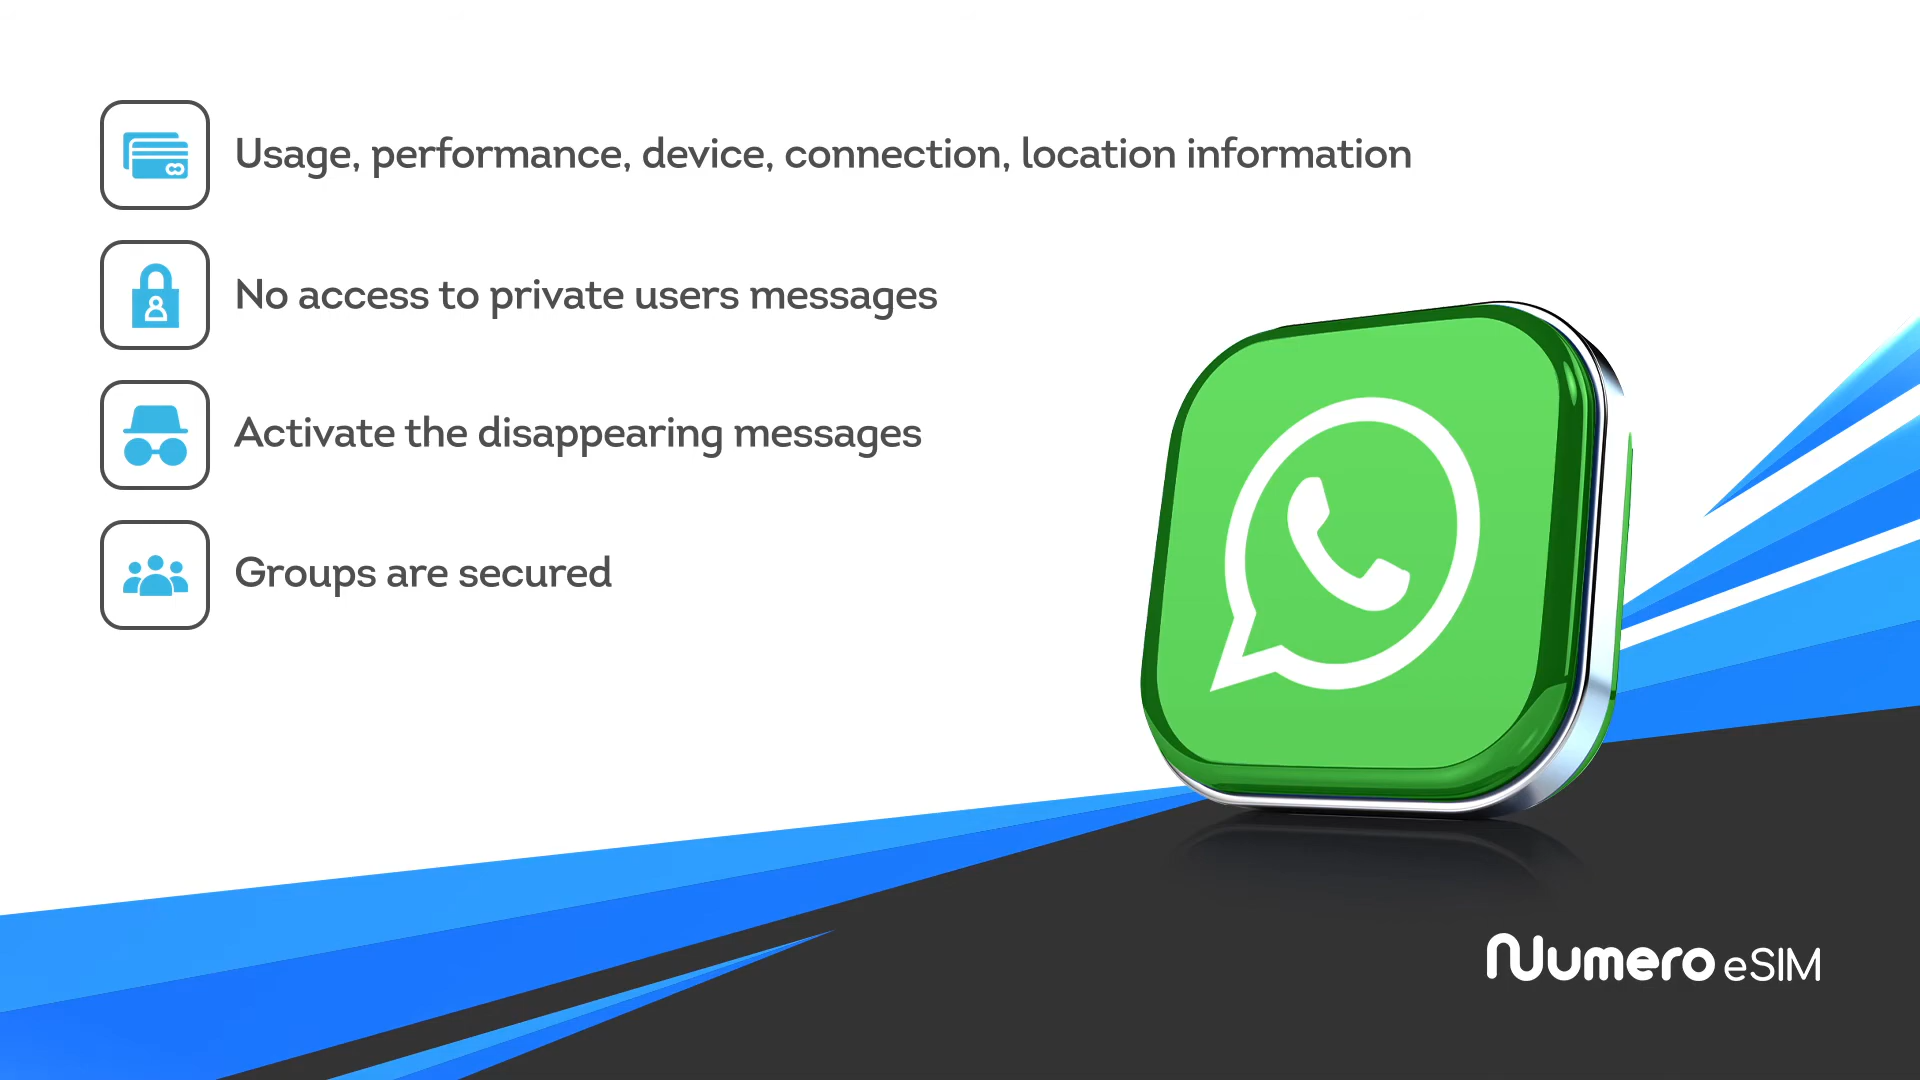 Usage, performance, device, connection, location information
No access to private users messages
Activate the disappearing messages
Groups are secured
Numero eSIM